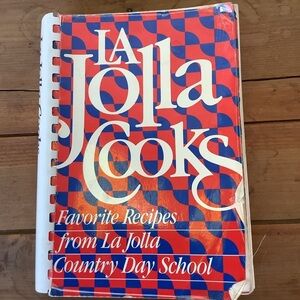 LA
Jolla
Cooks
Favorite Recipes
from La Jolla
Country Day School